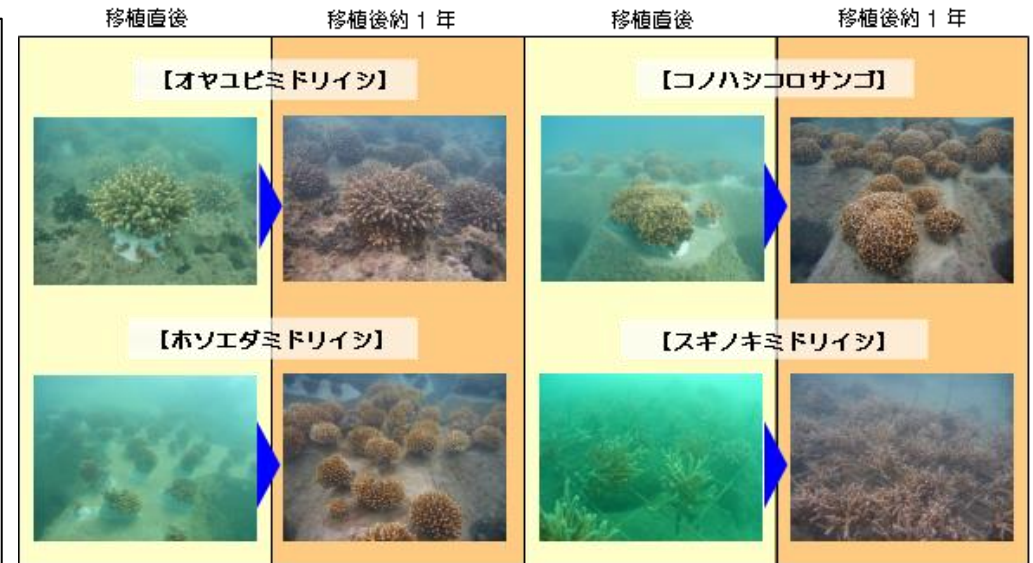 移植直後
移植後約 1 年
移植直後
移植後約 1 年
【オヤユビミドリイシ】
【コノハシコロサンゴ】
【ホソエダミドリイシ】
【スギノキミドリイシ】